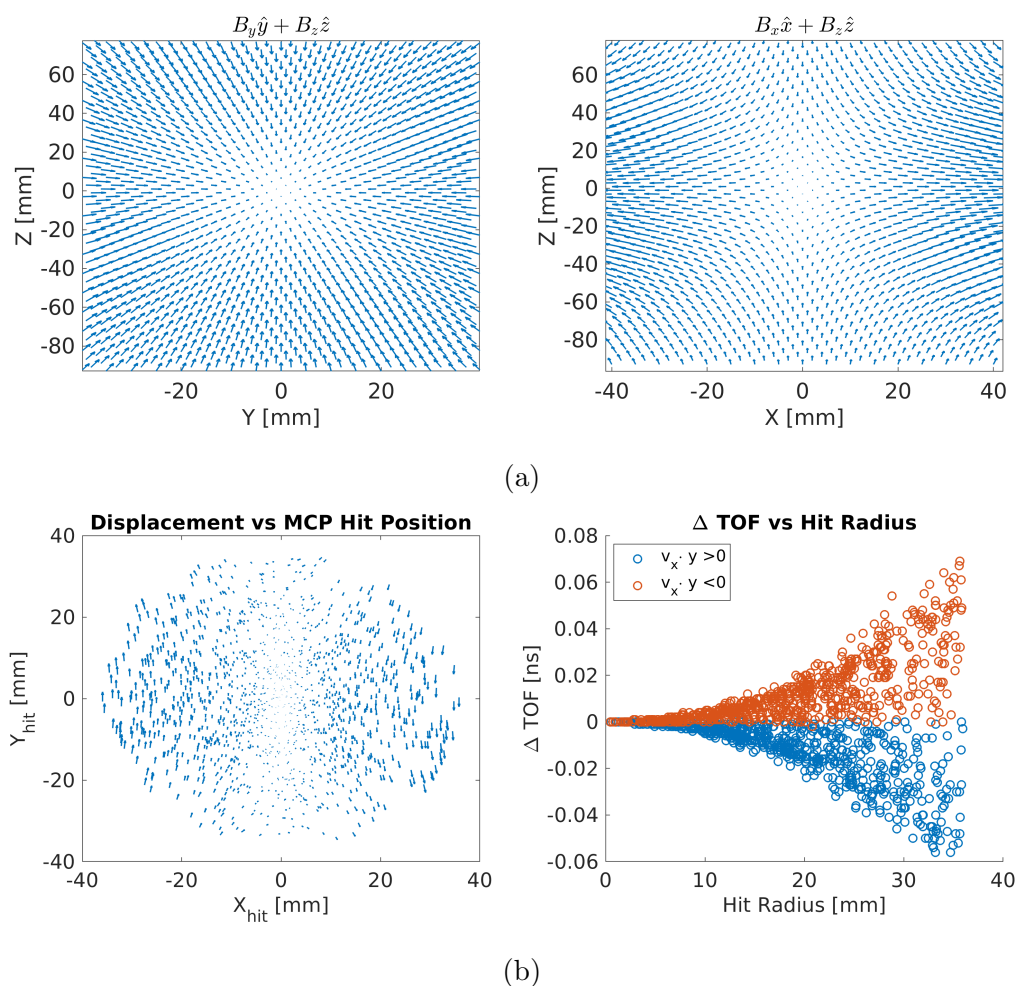 $B_y\hat{y} + B_z\hat{z}$
60
40
20
0
-20
-40
-60
-80
Z [mm]
-20 0 20
Y [mm]
$B_x\hat{x} + B_z\hat{z}$
60
40
20
0
-20
-40
-60
-80
Z [mm]
-40 -20 0 20 40
X [mm]
(a)
Displacement vs MCP Hit Position
40
20
0
-20
-40
Y_hit [mm]
-40 -20 0 20 40
X_hit [mm]
Δ TOF vs Hit Radius
v_x· y >0
v_x· y <0
0.08
0.06
0.04
0.02
0
-0.02
-0.04
-0.06
Δ TOF [ns]
0 10 20 30 40
Hit Radius [mm]
(b)